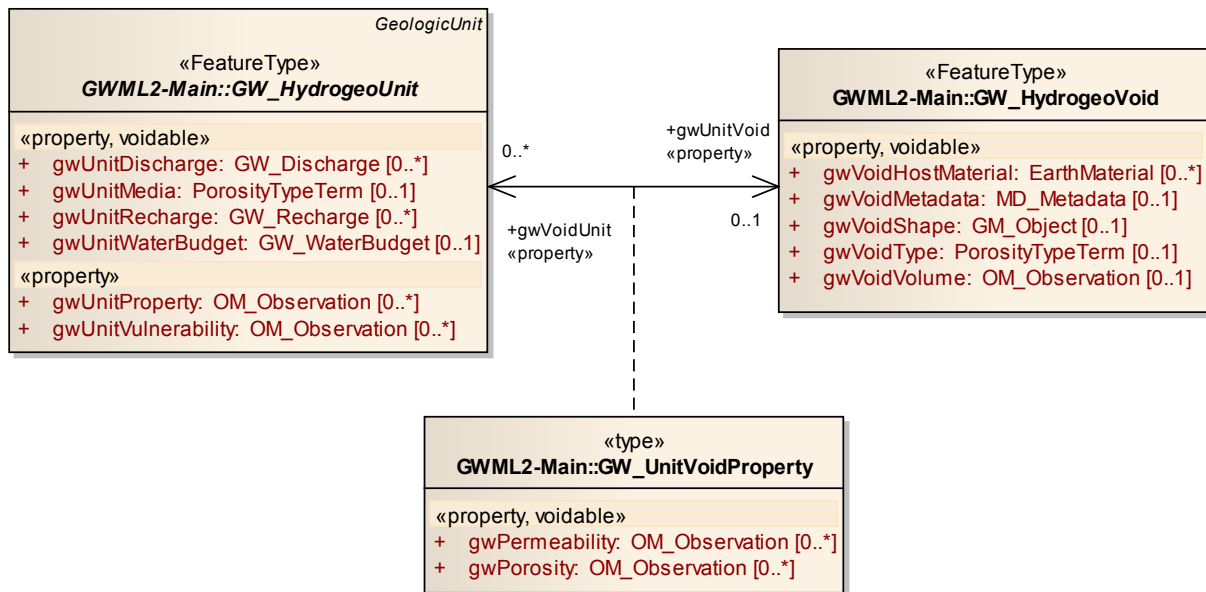 GeologicUnit
«FeatureType»
GWML2-Main::GW_HydrogeoUnit
«property, voidable»
+ gwUnitDischarge: GW_Discharge [0..*]
+ gwUnitMedia: PorosityTypeTerm [0..1]
+ gwUnitRecharge: GW_Recharge [0..*]
+ gwUnitWaterBudget: GW_WaterBudget [0..1]
«property»
+ gwUnitProperty: OM_Observation [0..*]
+ gwUnitVulnerability: OM_Observation [0..*]
0..*
+gwVoidUnit
«property»
+gwUnitVoid
«property»
0..1
«FeatureType»
GWML2-Main::GW_HydrogeoVoid
«property, voidable»
+ gwVoidHostMaterial: EarthMaterial [0..*]
+ gwVoidMetadata: MD_Metadata [0..1]
+ gwVoidShape: GM_Object [0..1]
+ gwVoidType: PorosityTypeTerm [0..1]
+ gwVoidVolume: OM_Observation [0..1]
«type»
GWML2-Main::GW_UnitVoidProperty
«property, voidable»
+ gwPermeability: OM_Observation [0..*]
+ gwPorosity: OM_Observation [0..*]